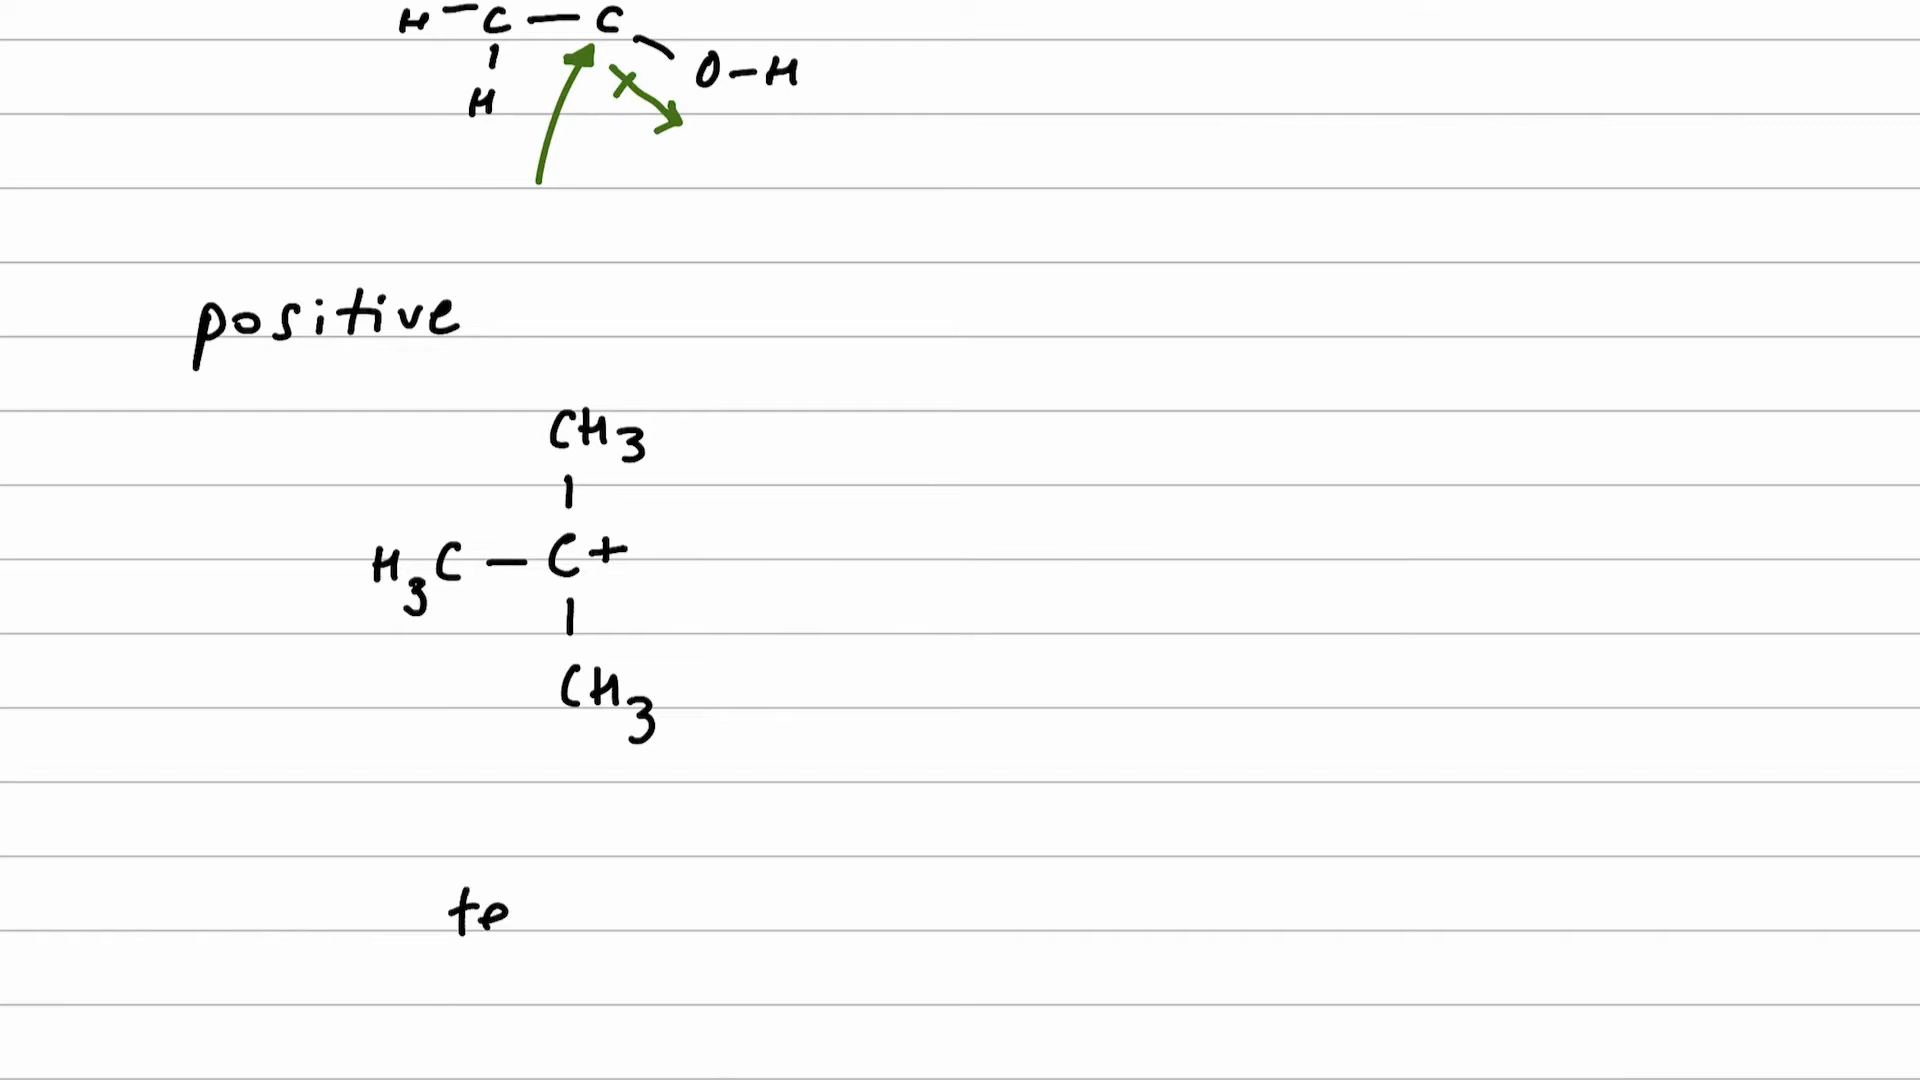 H - C - C
O - H
H
positive
CH3
H3C - C+
CH3
te